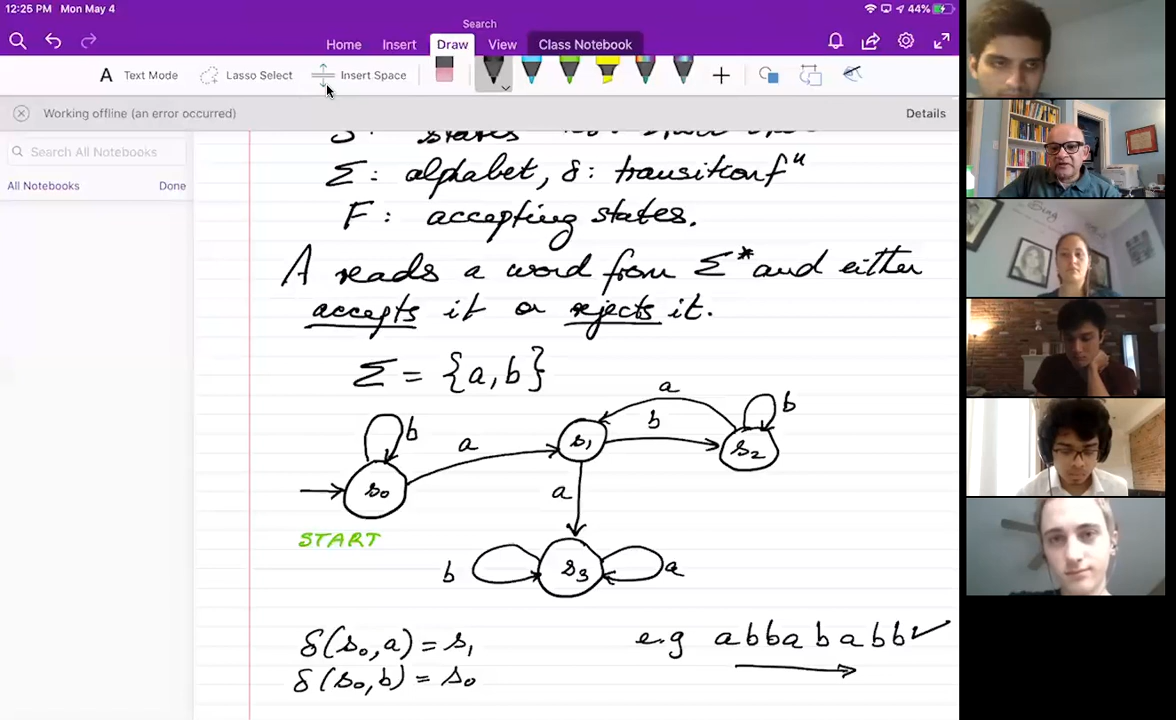 12:25 PM Mon May 4
44%
Search
Home Insert Draw View Class Notebook
A Text Mode Lasso Select Insert Space
Working offline (an error occurred) Details
Search All Notebooks
All Notebooks Done
S: states
Σ: alphabet, δ: transition fⁿ
F: accepting states.
A reads a word from Σ* and either
accepts it or rejects it.
Σ = {a,b}
a
b
b
b
a
s₁
s₂
s₀
a
START
b
s₃
a
δ(s₀,a) = s₁
e.g abbababb✓
δ(s₀,b) = s₀